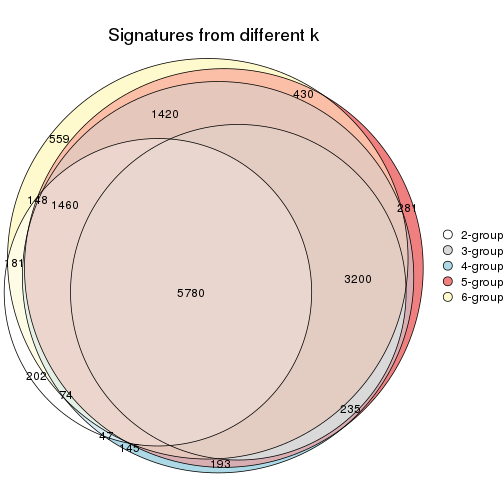 Signatures from different k
430
1420
559
148
1460
281
181
3200
5780
202
74
235
47
145
193
2-group
3-group
4-group
5-group
6-group